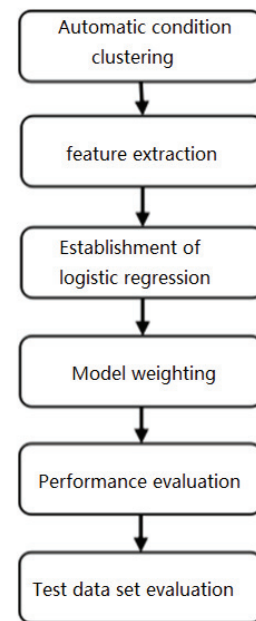 Automatic condition
clustering
feature extraction
Establishment of
logistic regression
Model weighting
Performance evaluation
Test data set evaluation